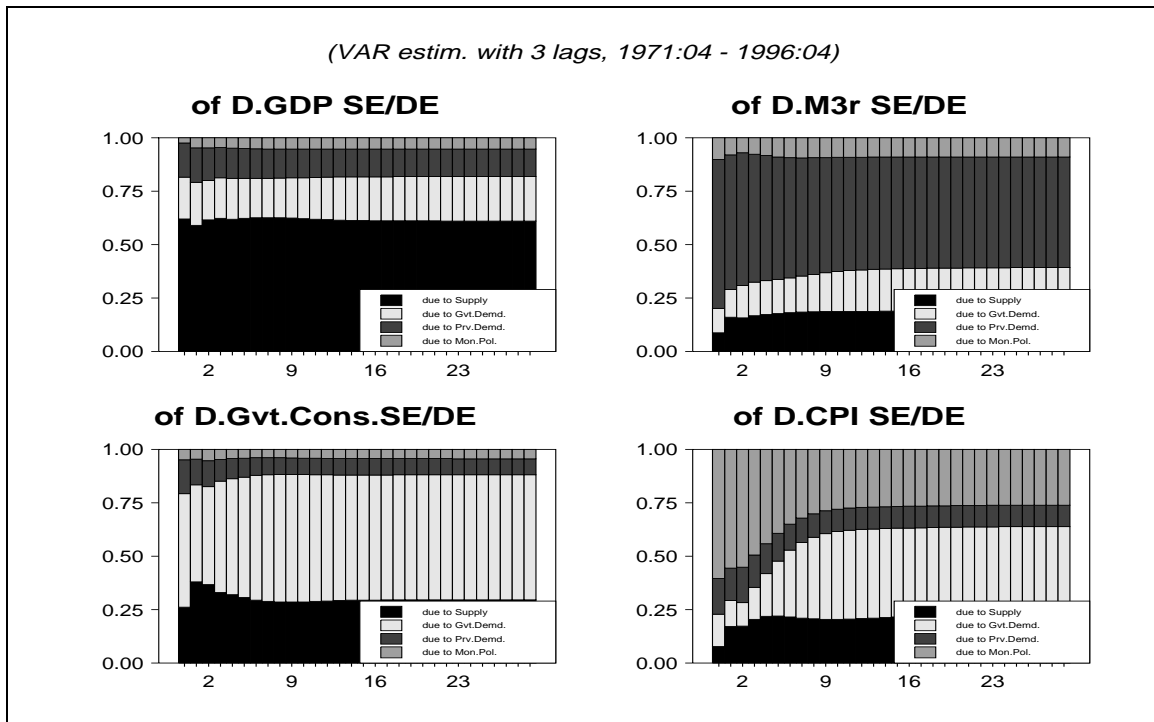 (VAR estim. with 3 lags, 1971:04 - 1996:04)
of D.GDP SE/DE
1.00
0.75
0.50
0.25
0.00
due to Supply
due to Gvt.Demd.
due to Prv.Demd.
due to Mon.Pol.
2 9 16 23
of D.M3r SE/DE
1.00
0.75
0.50
0.25
0.00
due to Supply
due to Gvt.Demd.
due to Prv.Demd.
due to Mon.Pol.
2 9 16 23
of D.Gvt.Cons.SE/DE
1.00
0.75
0.50
0.25
0.00
due to Supply
due to Gvt.Demd.
due to Prv.Demd.
due to Mon.Pol.
2 9 16 23
of D.CPI SE/DE
1.00
0.75
0.50
0.25
0.00
due to Supply
due to Gvt.Demd.
due to Prv.Demd.
due to Mon.Pol.
2 9 16 23